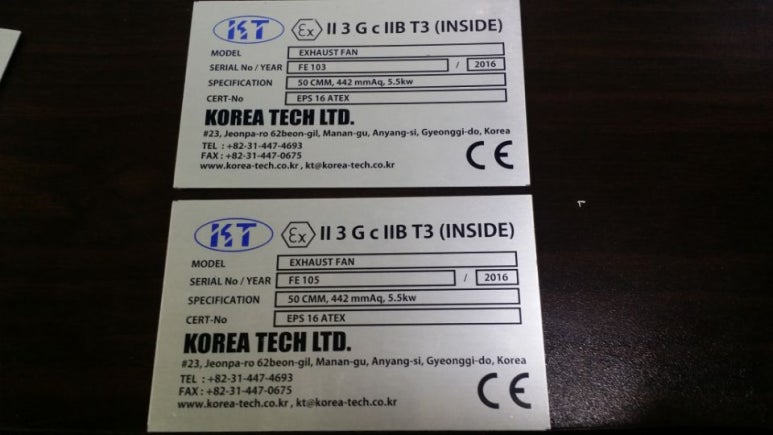 KT Ex II 3 G c IIB T3 (INSIDE)
MODEL EXHAUST FAN
SERIAL No / YEAR FE 103 / 2016
SPECIFICATION 50 CMM, 442 mmAq, 5.5kw
CERT-No EPS 16 ATEX
KOREA TECH LTD.
#23, Jeonpa-ro 62beon-gil, Manan-gu, Anyang-si, Gyeonggi-do, Korea
TEL : +82-31-447-4693
FAX : +82-31-447-0675
www.korea-tech.co.kr , kt@korea-tech.co.kr
CE
KT Ex II 3 G c IIB T3 (INSIDE)
MODEL EXHAUST FAN
SERIAL No / YEAR FE 105 / 2016
SPECIFICATION 50 CMM, 442 mmAq, 5.5kw
CERT-No EPS 16 ATEX
KOREA TECH LTD.
#23, Jeonpa-ro 62beon-gil, Manan-gu, Anyang-si, Gyeonggi-do, Korea
TEL : +82-31-447-4693
FAX : +82-31-447-0675
www.korea-tech.co.kr , kt@korea-tech.co.kr
CE